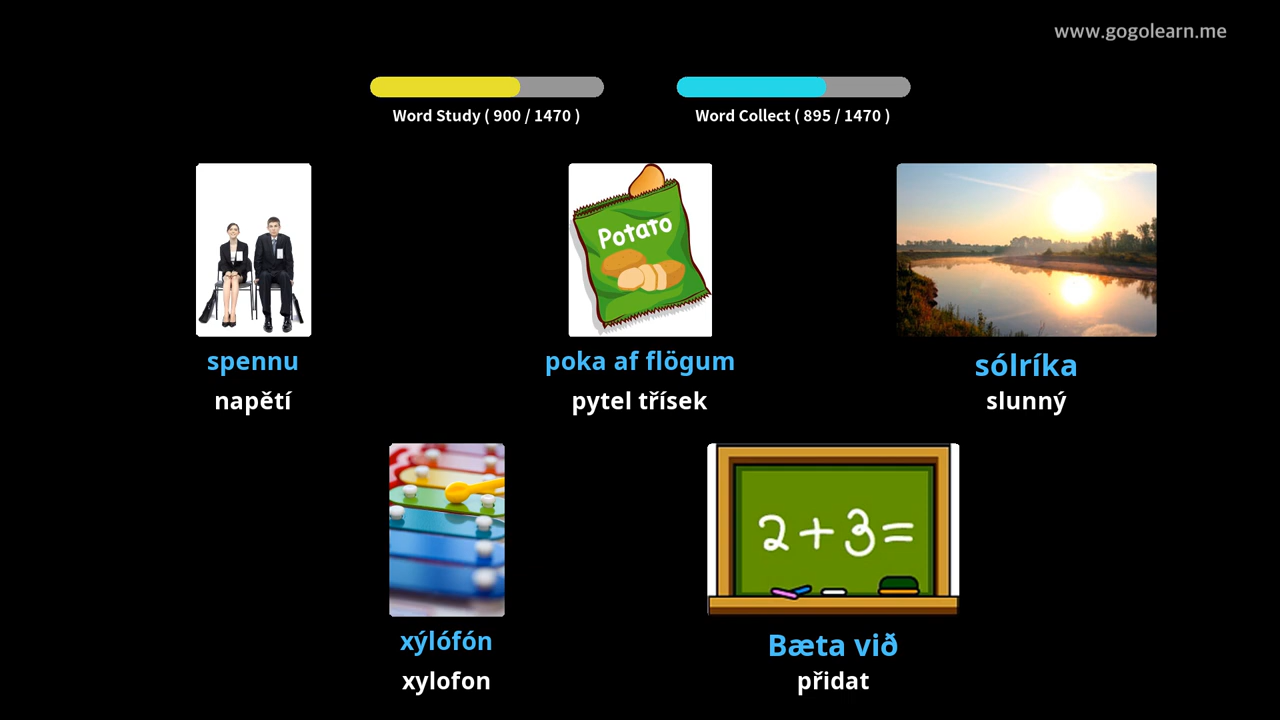 www.gogolearn.me
Word Study ( 900 / 1470 )
Word Collect ( 895 / 1470 )
Potato
spennu
poka af flögum
sólríka
napětí
pytel třísek
slunný
2+3=
xýlófón
Bæta við
xylofon
přidat